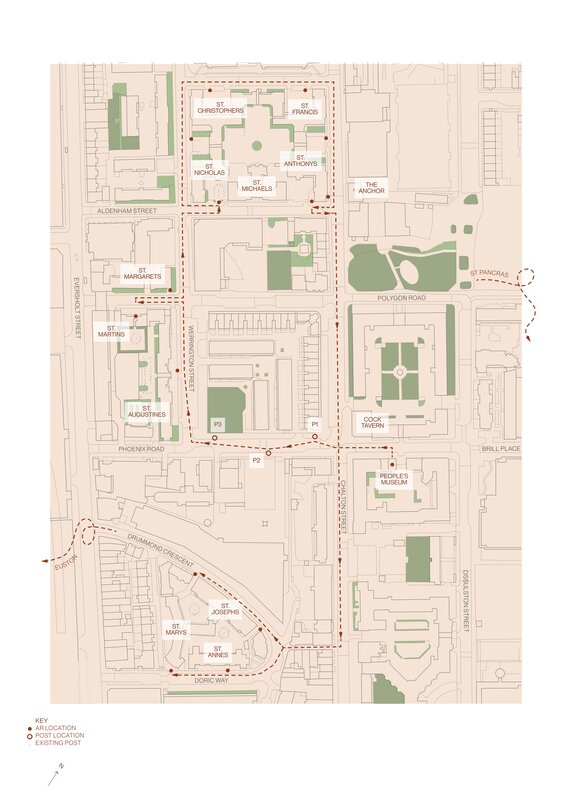 ST.
CHRISTOPHERS
ST.
FRANCIS
ST.
NICHOLAS
ST.
ANTHONYS
ST.
MICHAELS
THE
ANCHOR
ALDENHAM STREET
ST.
MARGARETS
ST PANCRAS
EVERSHOLT STREET
POLYGON ROAD
ST.
MARTINS
WERRINGTON STREET
ST.
AUGUSTINES
P3
P1
COCK
TAVERN
PHOENIX ROAD
P2
BRILL PLACE
PEOPLE'S
MUSEUM
CHALTON STREET
DRUMMOND CRESCENT
EUSTON
OSSULSTON STREET
ST.
JOSEPHS
ST.
MARYS
ST.
ANNES
DORIC WAY
KEY
AR LOCATION
POST LOCATION
EXISTING POST
N